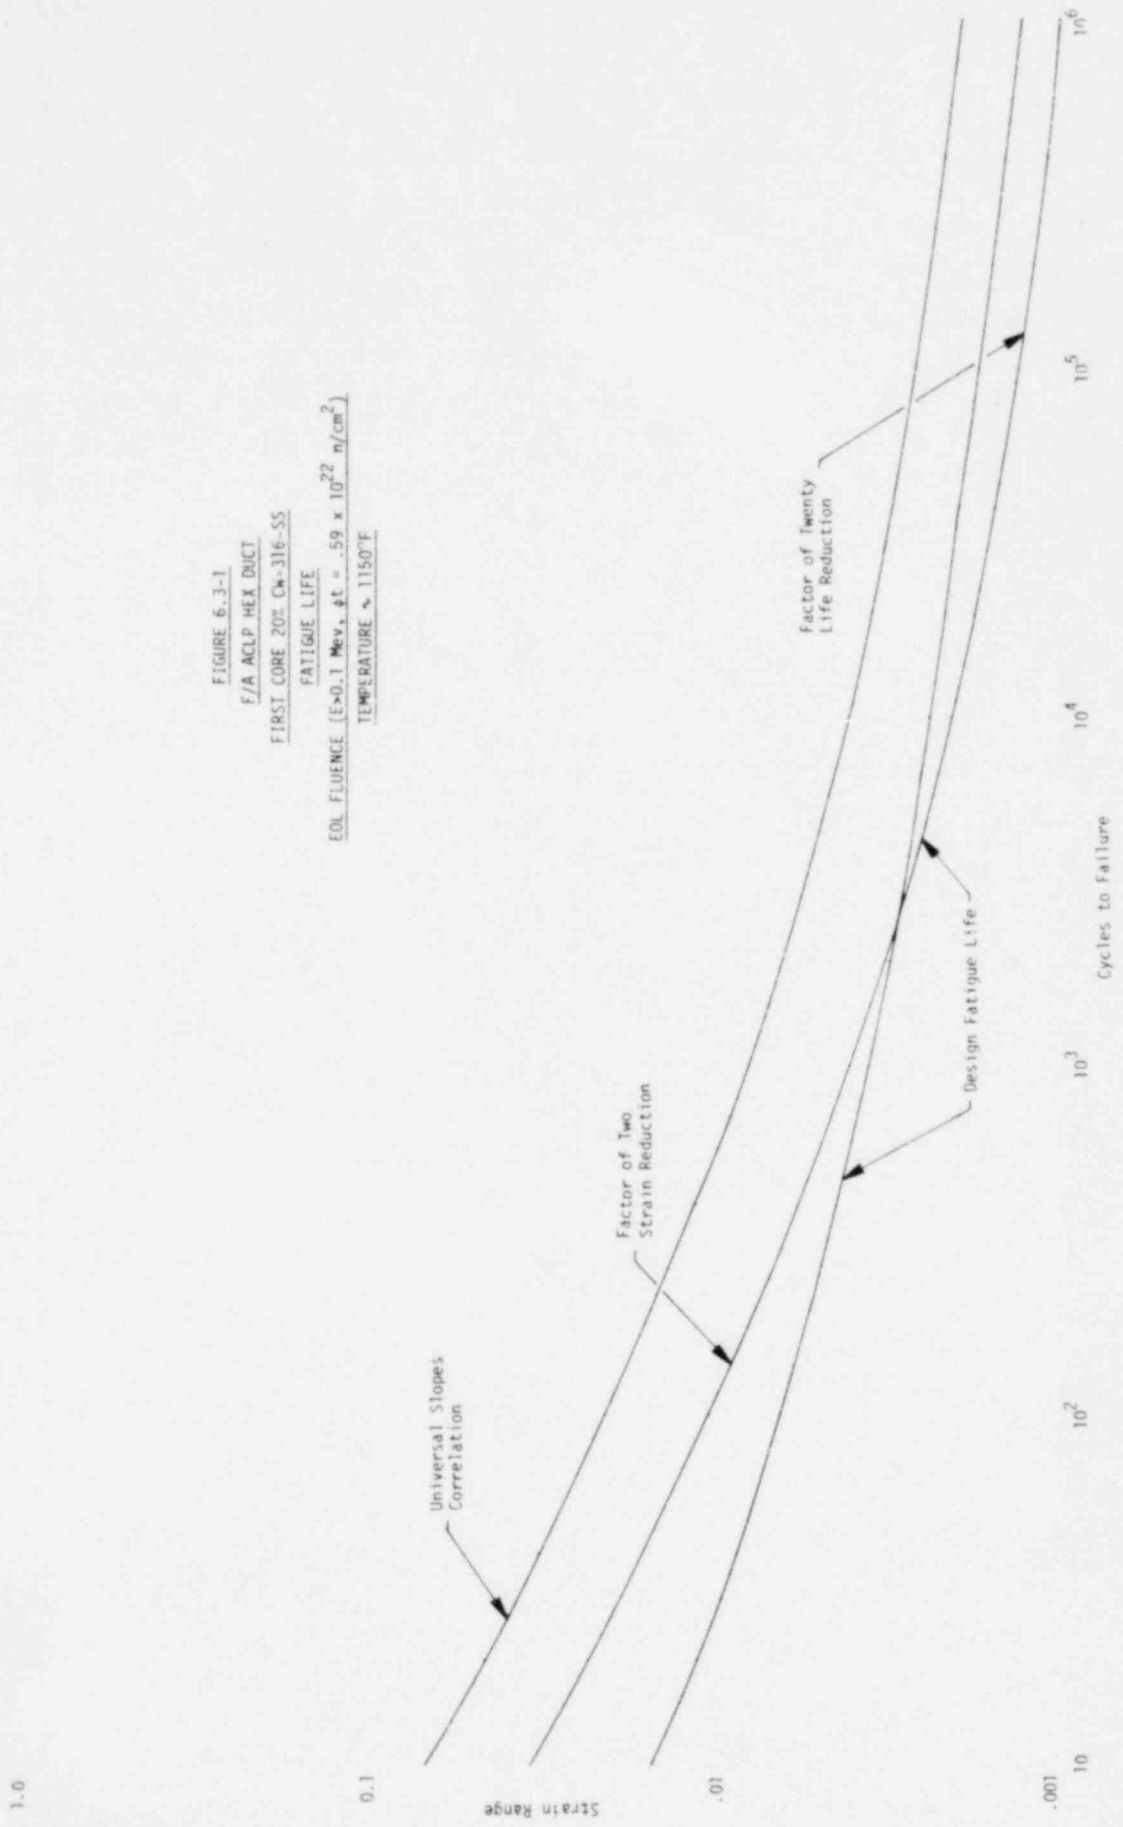 FIGURE 6.3-1
F/A ACLP HEX DUCT
FIRST CORE 20% CW-316-SS
FATIGUE LIFE
EOL FLUENCE (E>0.1 Mev, ϕt = .59 x 10²² n/cm²)
TEMPERATURE ~ 1150°F
1.0
0.1
.01
.001
Strain Range
Universal Slopes
Correlation
Factor of Two
Strain Reduction
Factor of Twenty
Life Reduction
Design Fatigue Life
10
10²
10³
10⁴
10⁵
10⁶
Cycles to Failure